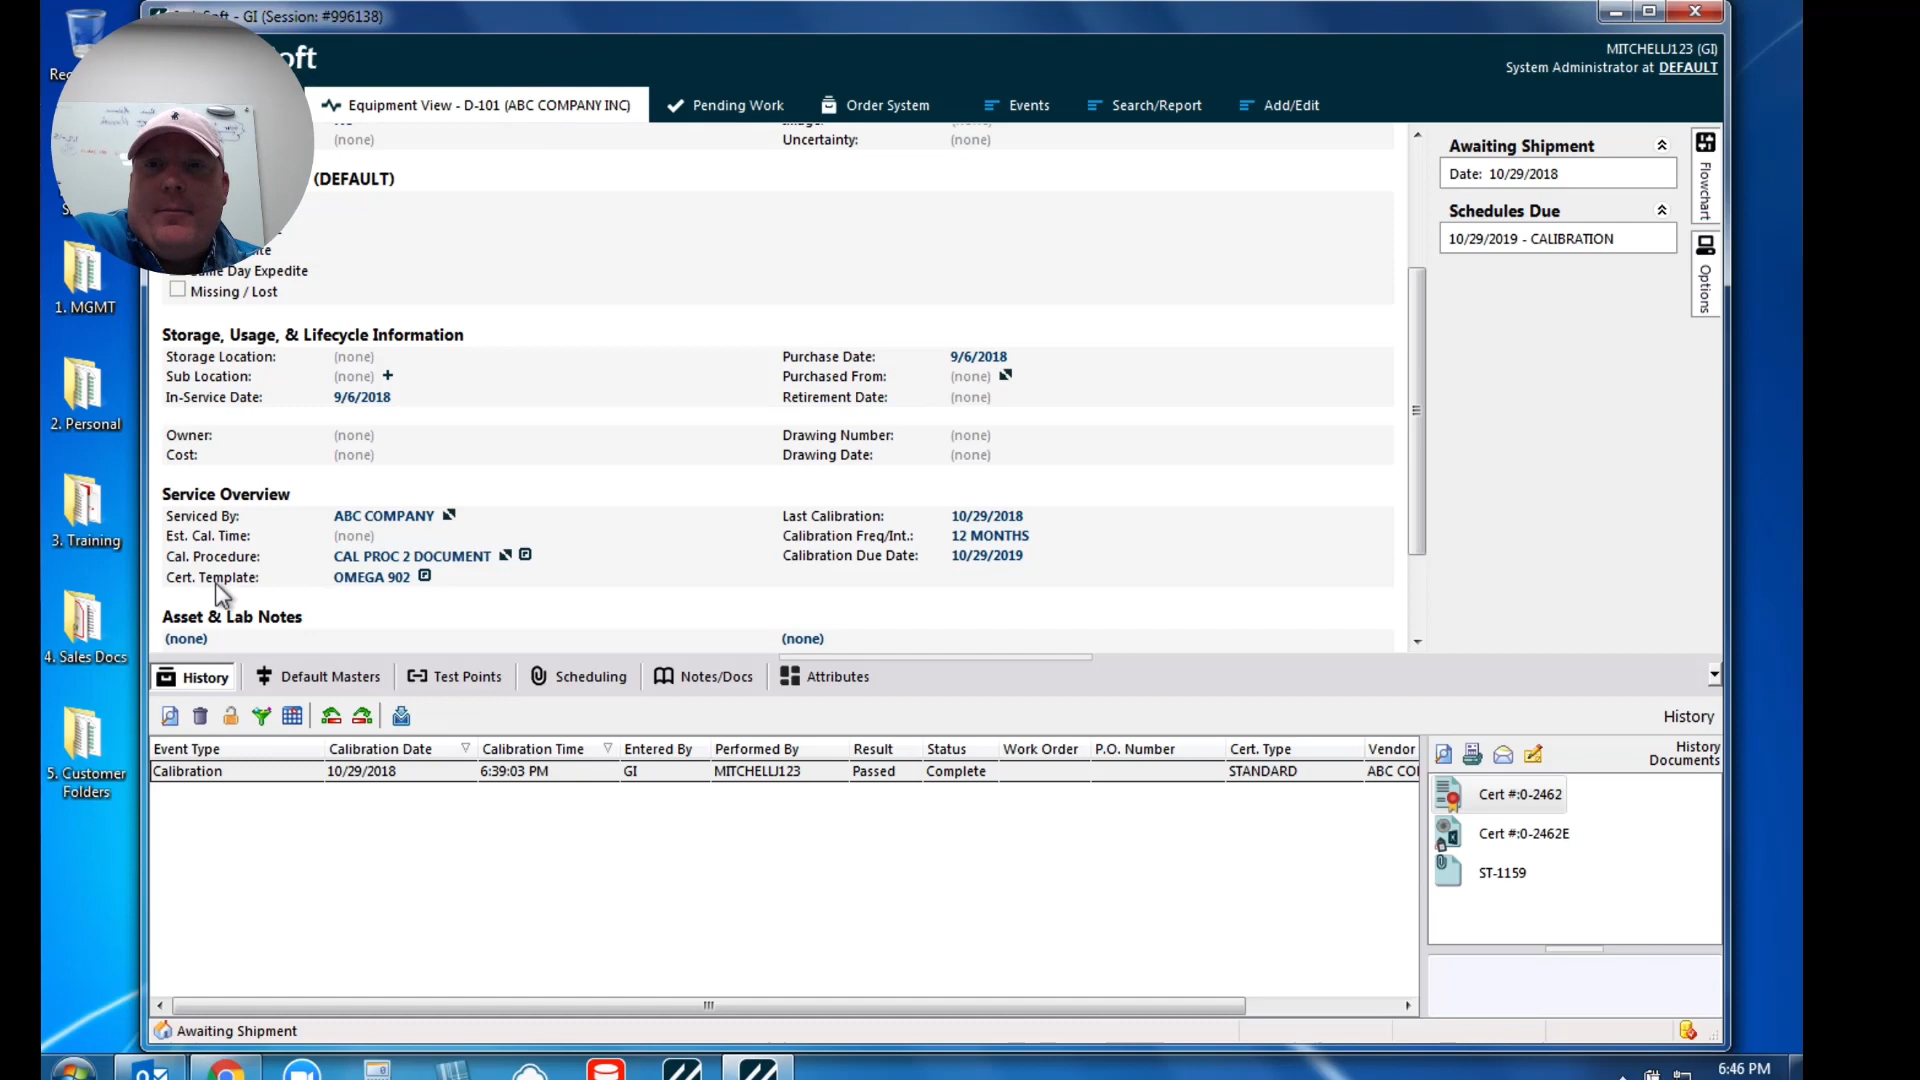 oft - GI (Session: #996138)
oft
MITCHELLJ123 (GI)
System Administrator at DEFAULT
Equipment View - D-101 (ABC COMPANY INC)
Pending Work
Order System
Events
Search/Report
Add/Edit
(none)
Uncertainty: (none)
(DEFAULT)
Day Expedite
Missing / Lost
Storage, Usage, & Lifecycle Information
Storage Location: (none)
Purchase Date: 9/6/2018
Sub Location: (none)
Purchased From: (none)
In-Service Date: 9/6/2018
Retirement Date: (none)
Owner: (none)
Drawing Number: (none)
Cost: (none)
Drawing Date: (none)
Service Overview
Serviced By: ABC COMPANY
Last Calibration: 10/29/2018
Est. Cal. Time: (none)
Calibration Freq/Int.: 12 MONTHS
Cal. Procedure: CAL PROC 2 DOCUMENT
Calibration Due Date: 10/29/2019
Cert. Template: OMEGA 902
Asset & Lab Notes
(none)
(none)
Awaiting Shipment
Date: 10/29/2018
Schedules Due
10/29/2019 - CALIBRATION
Flowchart
Options
History
Default Masters
Test Points
Scheduling
Notes/Docs
Attributes
History
Event Type Calibration Date Calibration Time Entered By Performed By Result Status Work Order P.O. Number Cert. Type Vendor
Calibration 10/29/2018 6:39:03 PM GI MITCHELLJ123 Passed Complete STANDARD ABC CO
History
Documents
Cert #:0-2462
Cert #:0-2462E
ST-1159
Awaiting Shipment
1. MGMT
2. Personal
3. Training
4. Sales Docs
5. Customer
Folders
6:46 PM